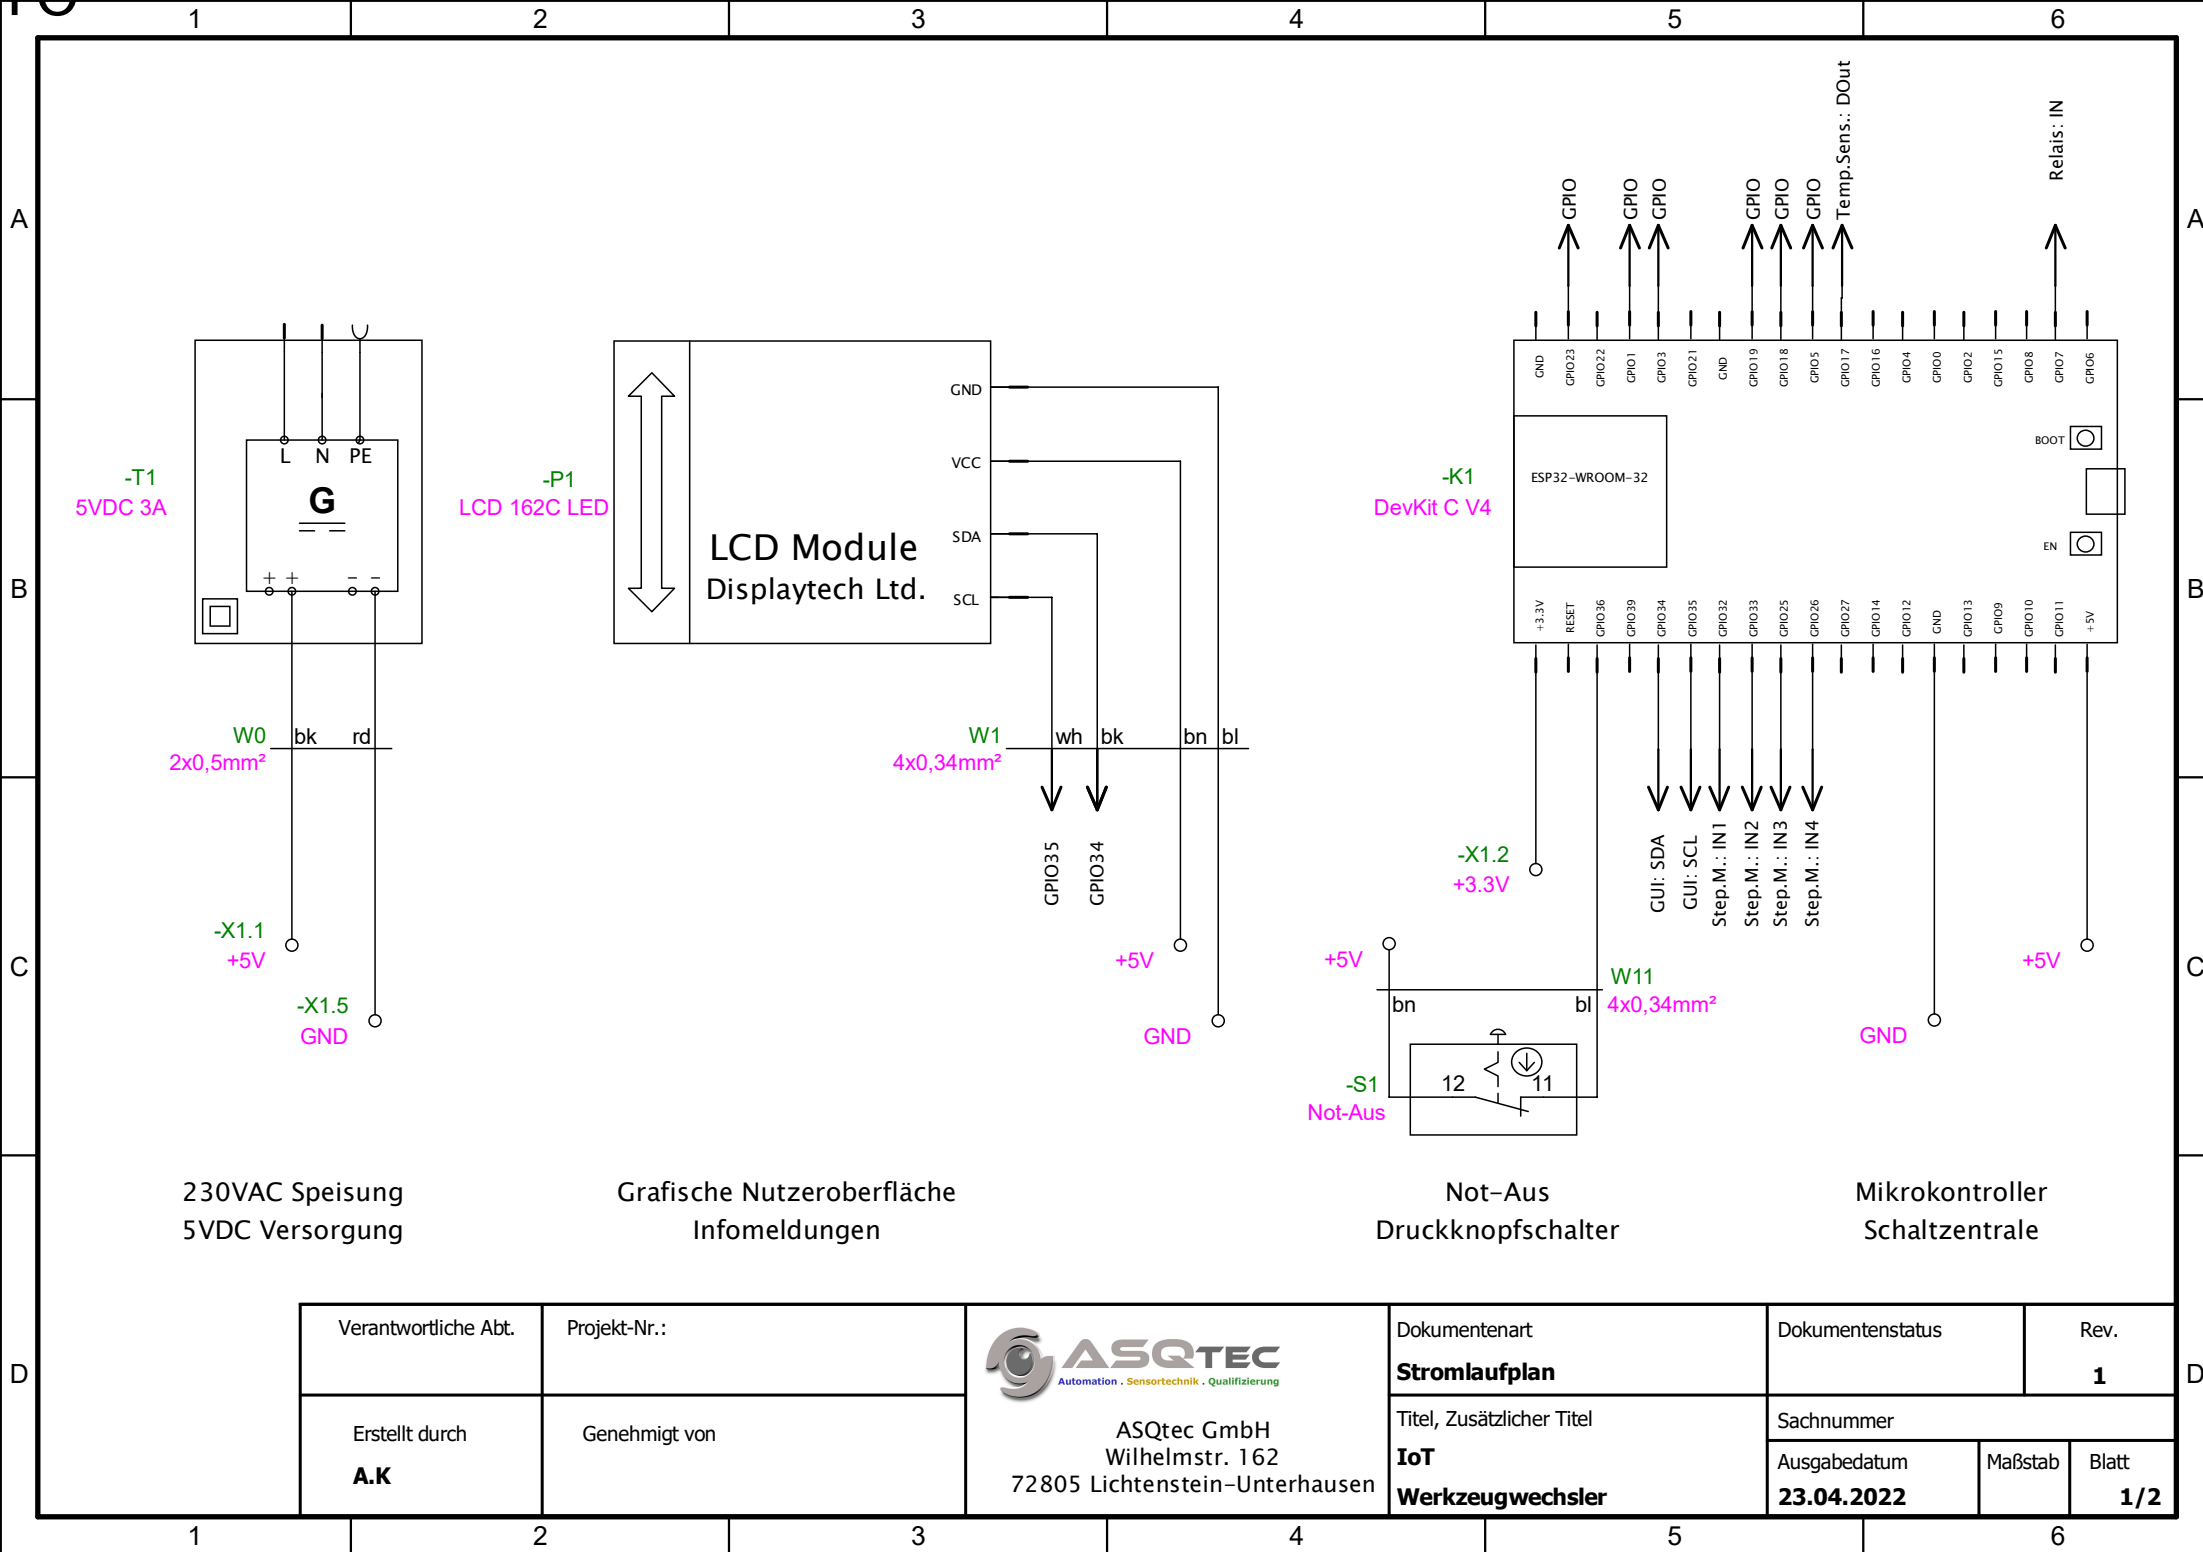 1 2 3 4 5 6
A A
B B
C C
D D
-T1
5VDC 3A
L N PE
G
+ + - -
W0
2x0,5mm²
bk rd
-X1.1
+5V
-X1.5
GND
230VAC Speisung
5VDC Versorgung
-P1
LCD 162C LED
LCD Module
Displaytech Ltd.
GND
VCC
SDA
SCL
W1
4x0,34mm²
wh bk bn bl
GPIO35
GPIO34
+5V
GND
Grafische Nutzeroberfläche
Infomeldungen
GPIO
GPIO
GPIO
GPIO
GPIO
GPIO
Temp.Sens.: DOut
Relais: IN
GND
GPIO23
GPIO22
GPIO1
GPIO3
GPIO21
GND
GPIO19
GPIO18
GPIO5
GPIO17
GPIO16
GPIO4
GPIO0
GPIO2
GPIO15
GPIO8
GPIO7
GPIO6
-K1
DevKit C V4
ESP32-WROOM-32
BOOT
EN
+3.3V
RESET
GPIO36
GPIO39
GPIO34
GPIO35
GPIO32
GPIO33
GPIO25
GPIO26
GPIO27
GPIO14
GPIO12
GND
GPIO13
GPIO9
GPIO10
GPIO11
+5V
-X1.2
+3.3V
GUI: SDA
GUI: SCL
Step.M.: IN1
Step.M.: IN2
Step.M.: IN3
Step.M.: IN4
+5V
W11
4x0,34mm²
bn bl
-S1
Not-Aus
12 11
GND
+5V
Not-Aus
Druckknopfschalter
Mikrokontroller
Schaltzentrale
Verantwortliche Abt.
Projekt-Nr.:
Erstellt durch
A.K
Genehmigt von
ASQTEC
Automation . Sensortechnik . Qualifizierung
ASQtec GmbH
Wilhelmstr. 162
72805 Lichtenstein-Unterhausen
Dokumentenart
Stromlaufplan
Dokumentenstatus
Rev.
1
Titel, Zusätzlicher Titel
IoT
Werkzeugwechsler
Sachnummer
Ausgabedatum
23.04.2022
Maßstab
Blatt
1/2
1 2 3 4 5 6